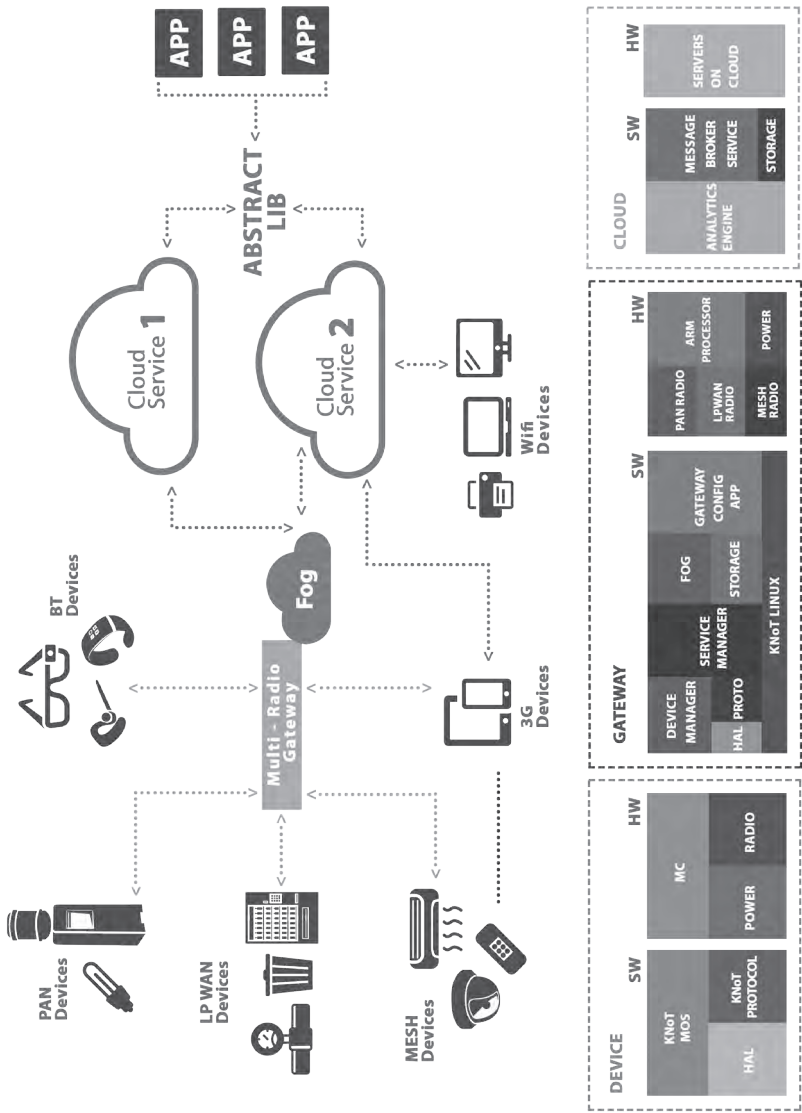 PAN
Devices
LP WAN
Devices
MESH
Devices
BT
Devices
Multi - Radio
Gateway
Fog
3G
Devices
Wifi
Devices
Cloud
Service 1
Cloud
Service 2
ABSTRACT
LIB
APP
APP
APP
DEVICE
SW
KNoT
MOS
HAL
KNoT
PROTOCOL
HW
MC
POWER
RADIO
GATEWAY
SW
DEVICE
MANAGER
HAL
PROTO
SERVICE
MANAGER
FOG
STORAGE
GATEWAY
CONFIG
APP
KNoT LINUX
HW
PAN RADIO
LPWAN
RADIO
MESH
RADIO
ARM
PROCESSOR
POWER
CLOUD
SW
ANALYTICS
ENGINE
MESSAGE
BROKER
SERVICE
STORAGE
HW
SERVERS
ON
CLOUD